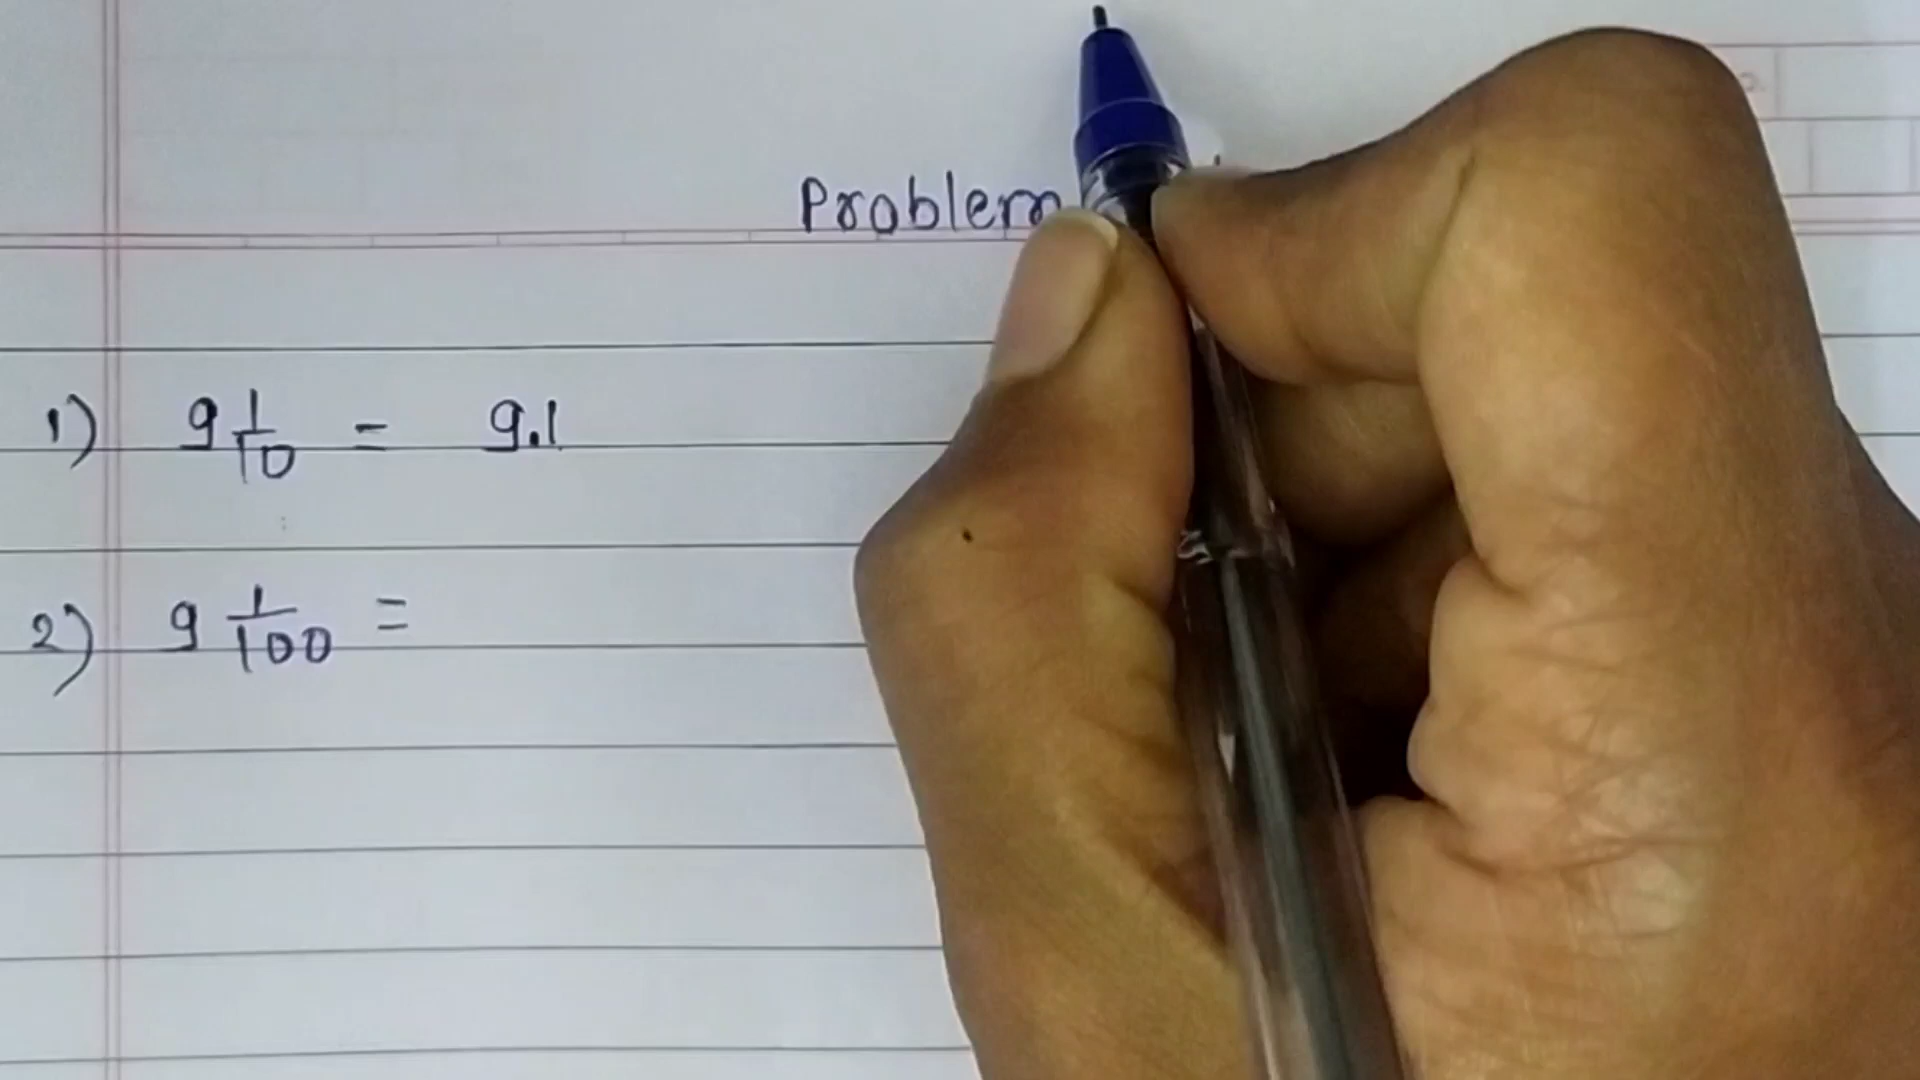 Problem
1) 9 1/10 = 9.1
2) 9 1/100 =